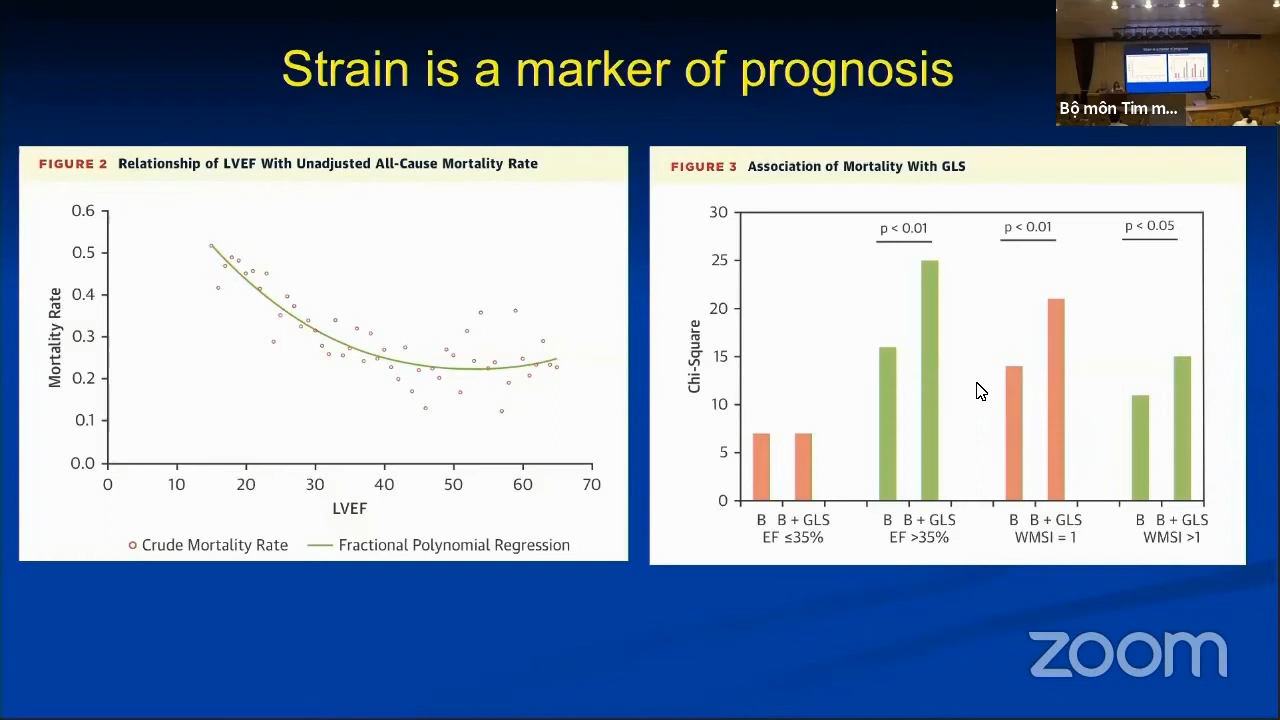 Strain is a marker of prognosis
Bộ môn Tim m...
FIGURE 2 Relationship of LVEF With Unadjusted All-Cause Mortality Rate
0.6
0.5
0.4
0.3
0.2
0.1
0.0
Mortality Rate
0 10 20 30 40 50 60 70
LVEF
Crude Mortality Rate Fractional Polynomial Regression
FIGURE 3 Association of Mortality With GLS
30
25
20
15
10
5
0
Chi-Square
p < 0.01 p < 0.01 p < 0.05
B B + GLS B B + GLS B B + GLS B B + GLS
EF ≤35% EF >35% WMSI = 1 WMSI >1
zoom